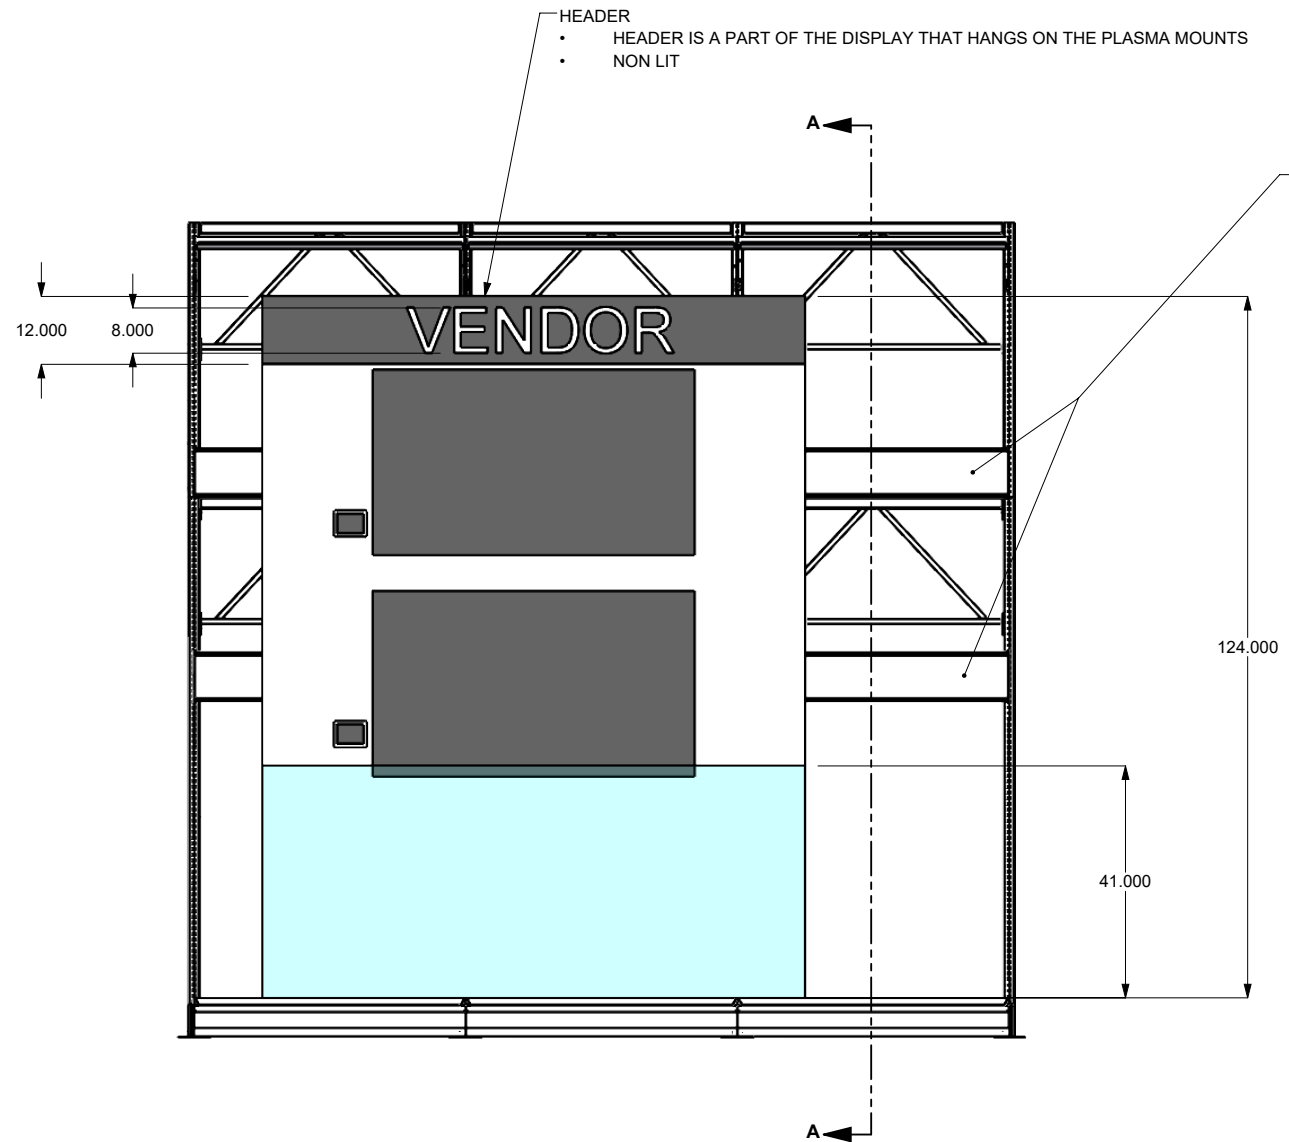 HEADER
• HEADER IS A PART OF THE DISPLAY THAT HANGS ON THE PLASMA MOUNTS
• NON LIT
A
12.000
8.000
VENDOR
124.000
41.000
A